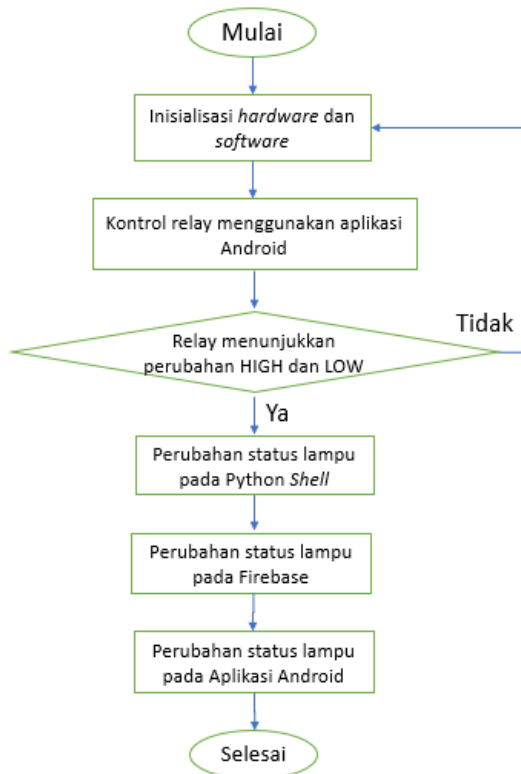 Mulai
Inisialisasi hardware dan
software
Kontrol relay menggunakan aplikasi
Android
Relay menunjukkan
perubahan HIGH dan LOW
Tidak
Ya
Perubahan status lampu
pada Python Shell
Perubahan status lampu
pada Firebase
Perubahan status lampu
pada Aplikasi Android
Selesai